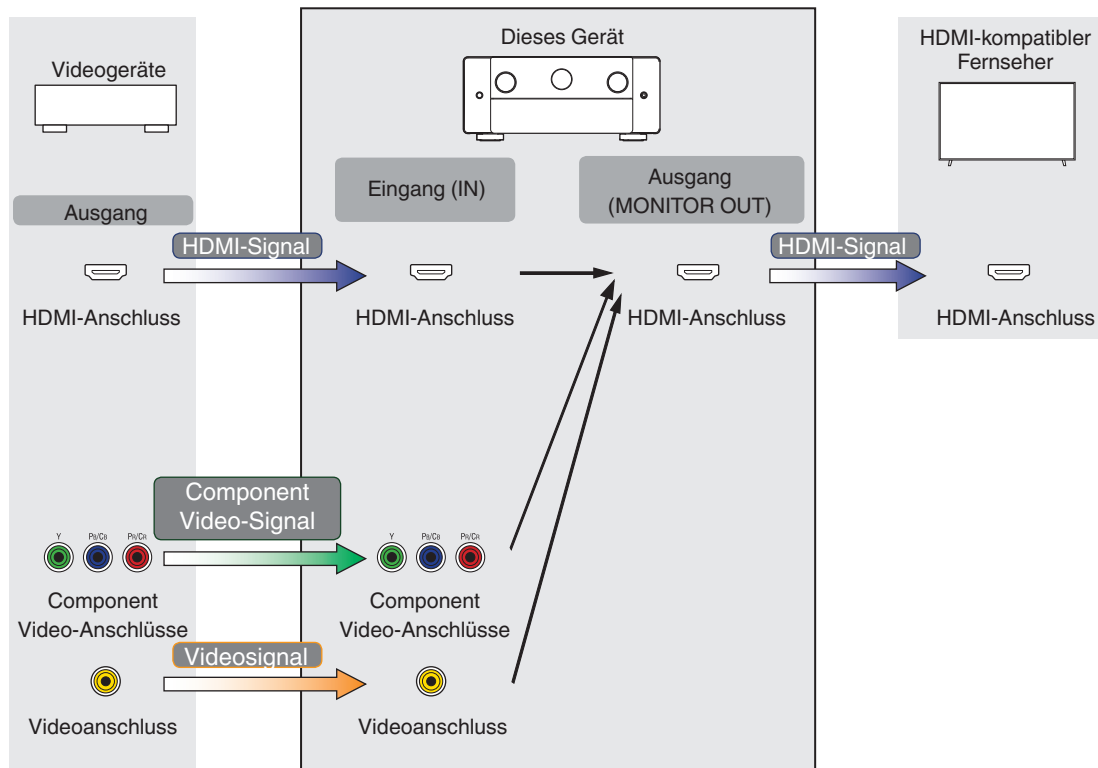 Videogeräte
Dieses Gerät
HDMI-kompatibler
Fernseher
Ausgang
Eingang (IN)
Ausgang
(MONITOR OUT)
HDMI-Signal
HDMI-Signal
HDMI-Anschluss
HDMI-Anschluss
HDMI-Anschluss
HDMI-Anschluss
Component
Video-Signal
Y PB/CB PR/CR
Y PB/CB PR/CR
Component
Video-Anschlüsse
Component
Video-Anschlüsse
Videosignal
Videoanschluss
Videoanschluss